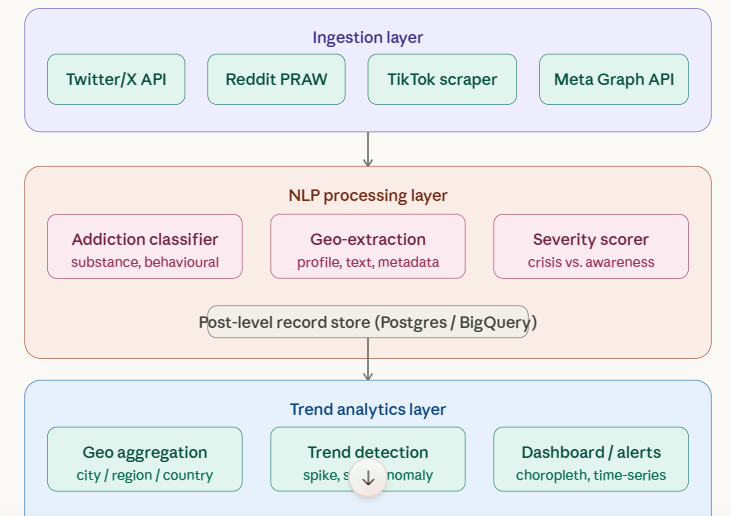 Ingestion layer
Twitter/X API
Reddit PRAW
TikTok scraper
Meta Graph API
NLP processing layer
Addiction classifier
substance, behavioural
Geo-extraction
profile, text, metadata
Severity scorer
crisis vs. awareness
Post-level record store (Postgres / BigQuery)
Trend analytics layer
Geo aggregation
city / region / country
Trend detection
spike,
Dashboard / alerts
choropleth, time-series